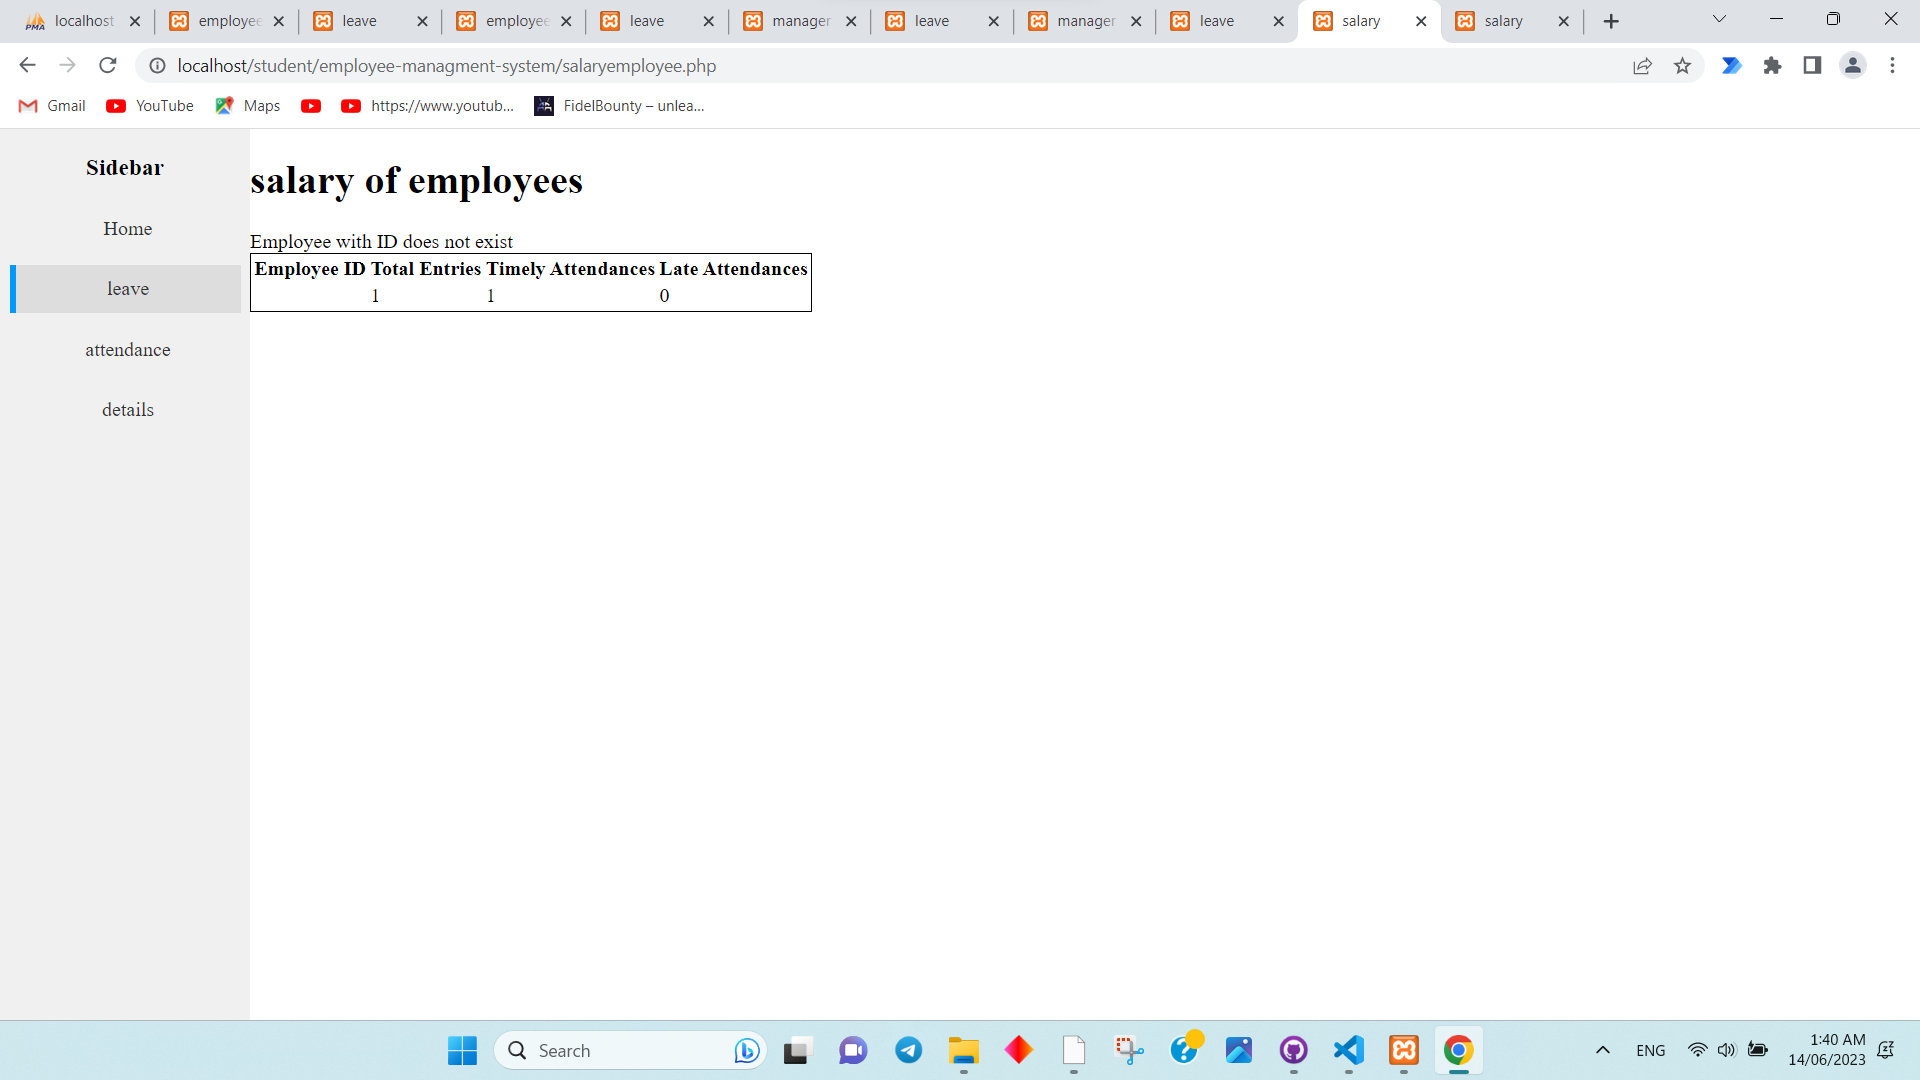 localhost employee leave employee leave manager leave manager leave salary salary
localhost/student/employee-managment-system/salaryemployee.php
Gmail YouTube Maps https://www.youtub... FidelBounty – unlea...
Sidebar
Home
leave
attendance
details
salary of employees
Employee with ID does not exist
Employee ID Total Entries Timely Attendances Late Attendances
1 1 0
Search
ENG
1:40 AM
14/06/2023